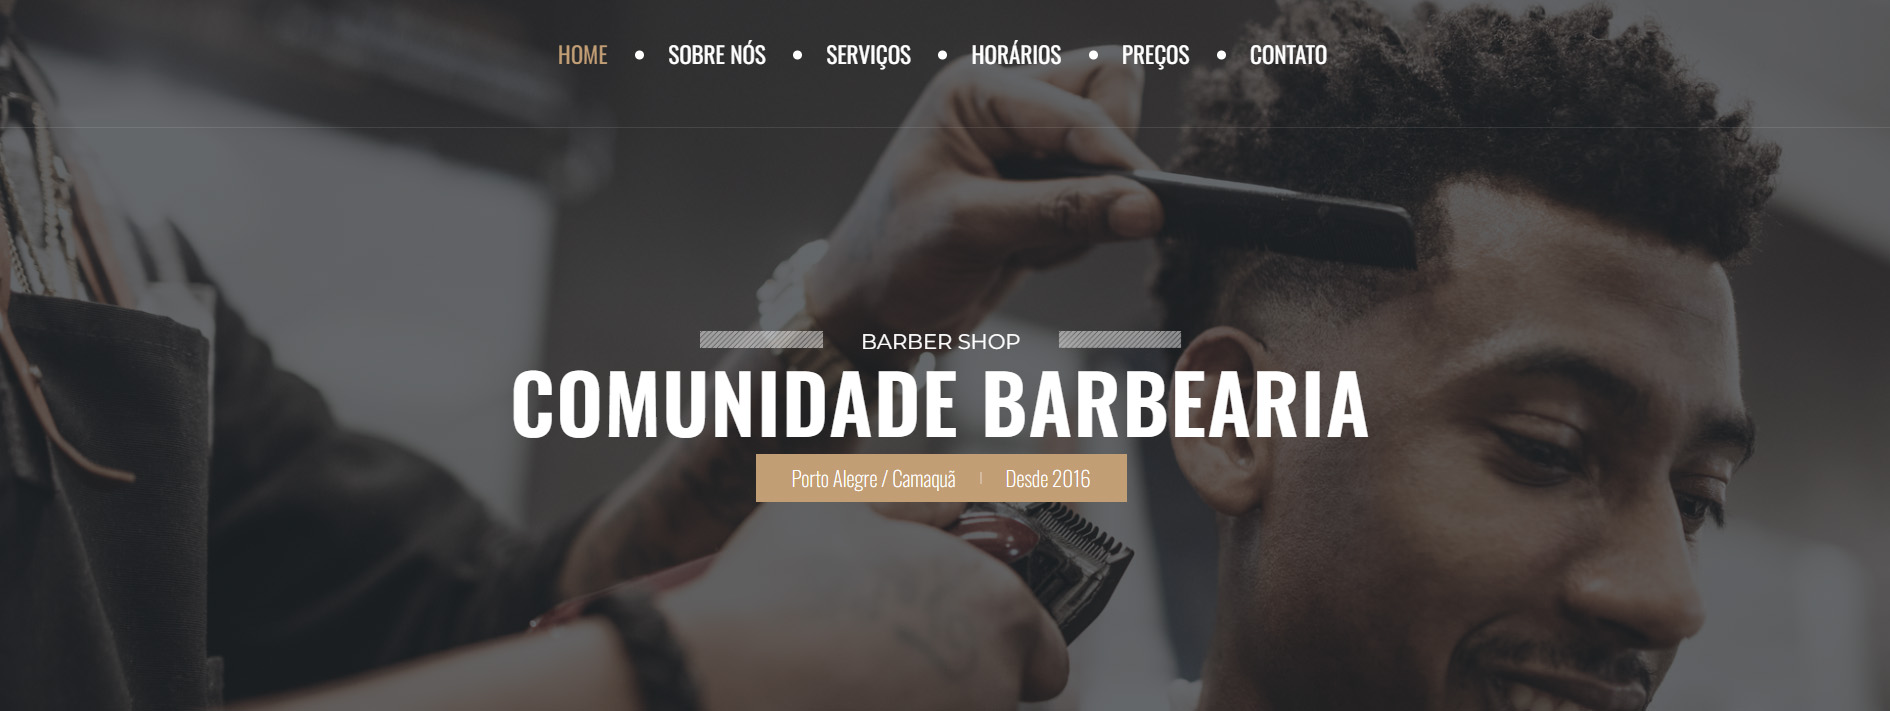 HOME • SOBRE NÓS • SERVIÇOS • HORÁRIOS • PREÇOS • CONTATO
BARBER SHOP
COMUNIDADE BARBEARIA
Porto Alegre / Camaquã | Desde 2016